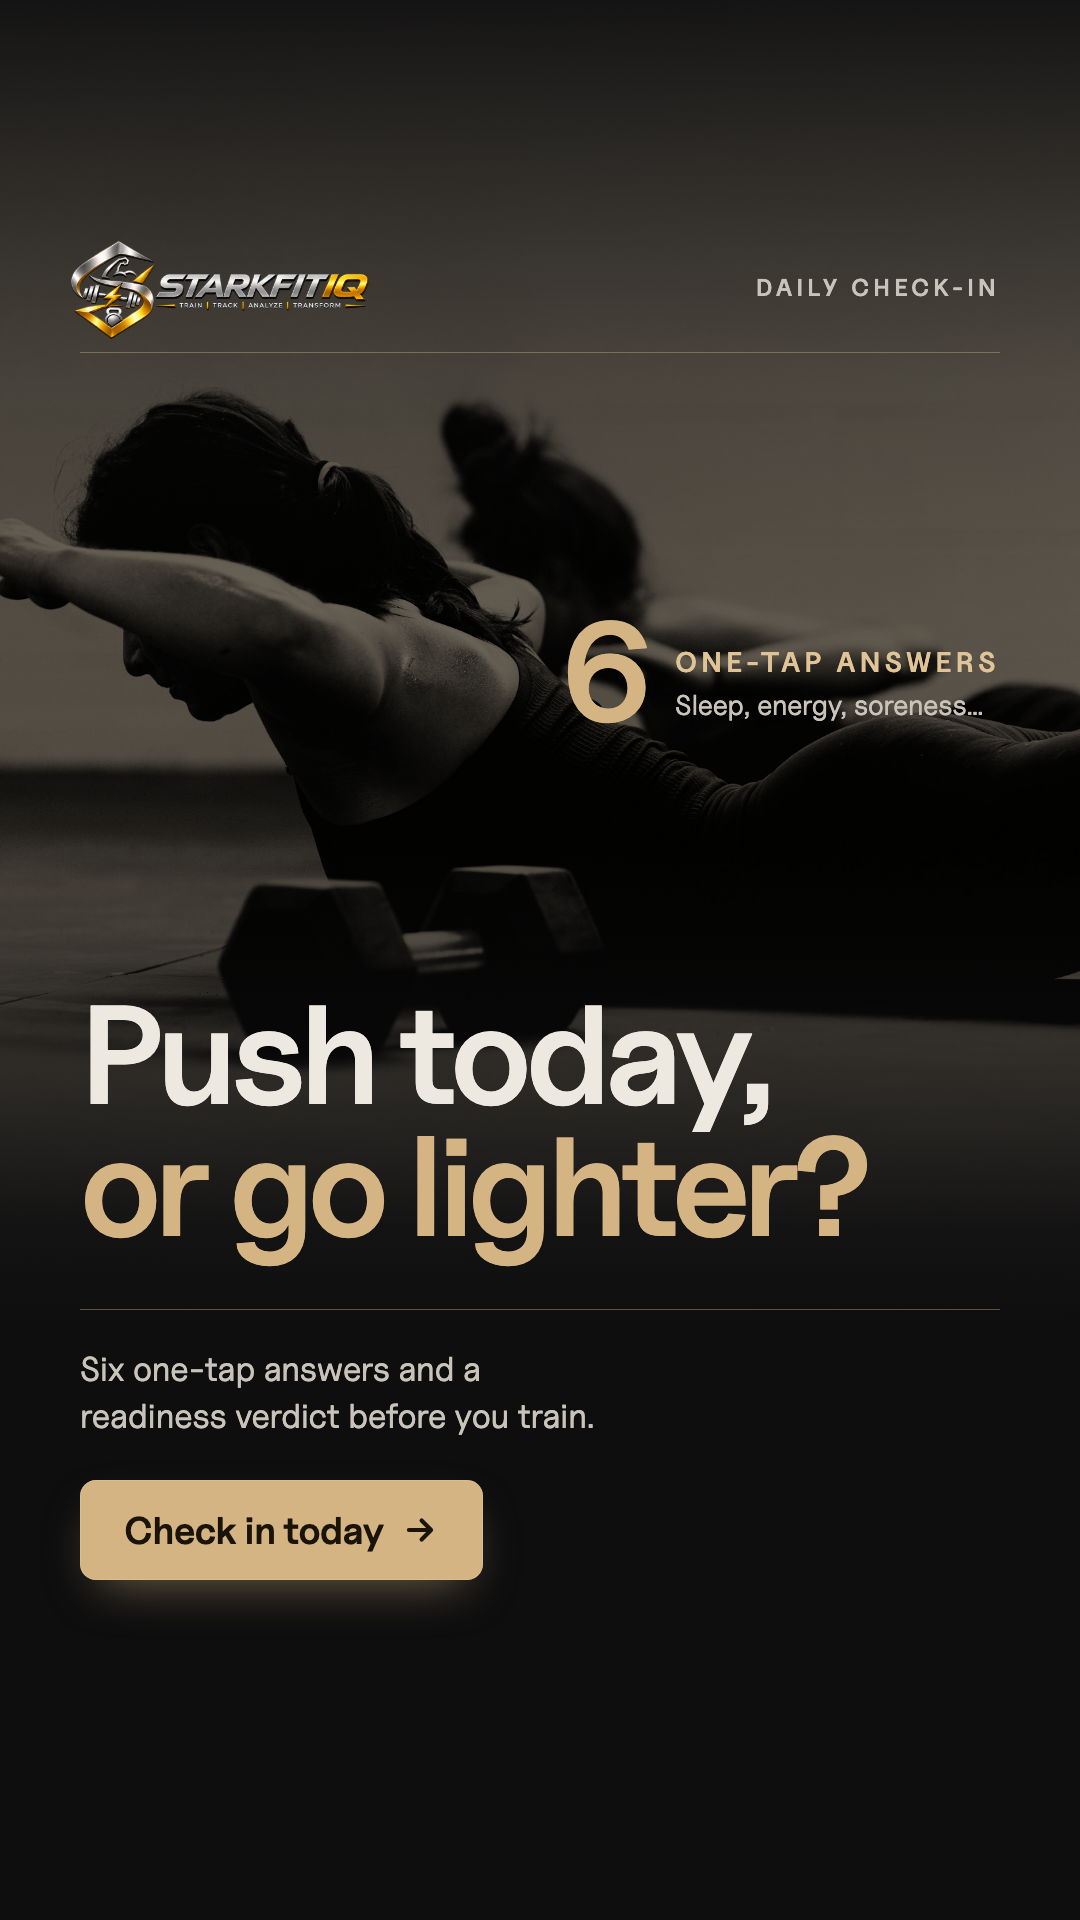 STARKFITIQ
TRAIN | TRACK | ANALYZE | TRANSFORM
DAILY CHECK-IN
6
ONE-TAP ANSWERS
Sleep, energy, soreness...
Push today,
or go lighter?
Six one-tap answers and a
readiness verdict before you train.
Check in today →